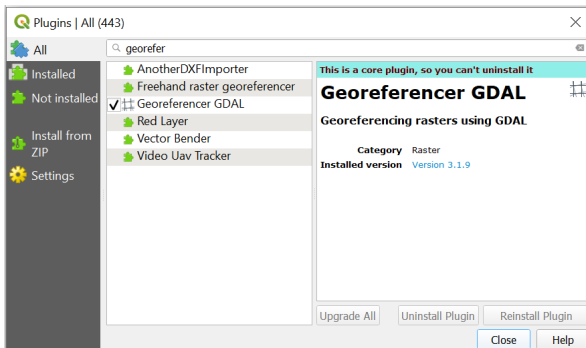 Plugins | All (443)
All
georefer
Installed
Not installed
Install from
ZIP
Settings
AnotherDXFImporter
Freehand raster georeferencer
Georeferencer GDAL
Red Layer
Vector Bender
Video Uav Tracker
This is a core plugin, so you can't uninstall it
Georeferencer GDAL
Georeferencing rasters using GDAL
Category Raster
Installed version Version 3.1.9
Upgrade All Uninstall Plugin Reinstall Plugin
Close Help